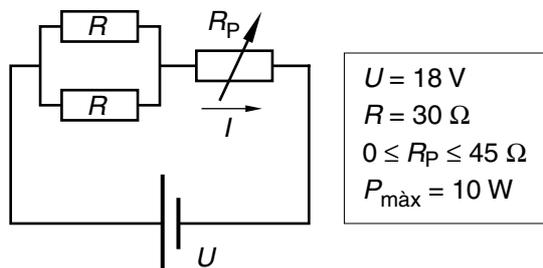 R
R
R_P
I
U
U = 18 V
R = 30 Ω
0 ≤ R_P ≤ 45 Ω
P_màx = 10 W